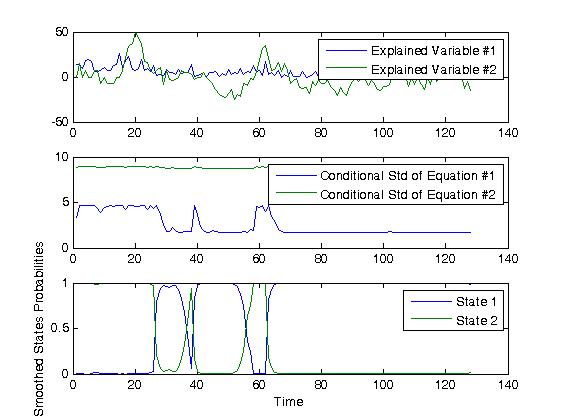 50
0
-50
0 20 40 60 80 100 120 140
Explained Variable #1
Explained Variable #2
10
5
0
0 20 40 60 80 100 120 140
Conditional Std of Equation #1
Conditional Std of Equation #2
1
0.5
0
0 20 40 60 80 100 120 140
State 1
State 2
Time
Smoothed States Probabilities